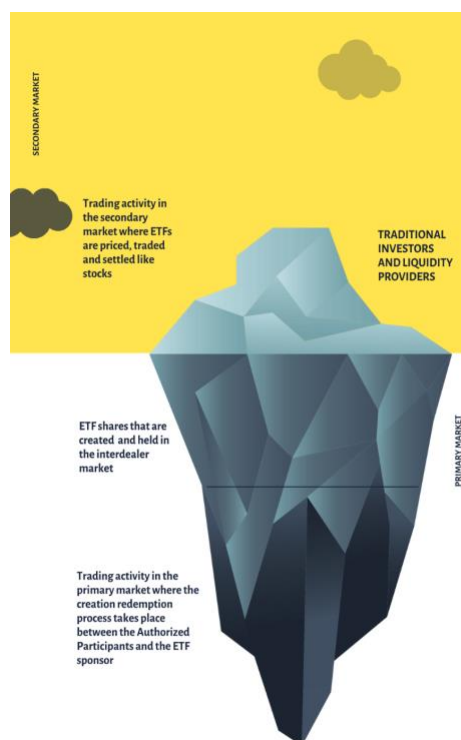 SECONDARY MARKET
Trading activity in
the secondary
market where ETFs
are priced, traded
and settled like
stocks
TRADITIONAL
INVESTORS
AND LIQUIDITY
PROVIDERS
ETF shares that are
created and held in
the interdealer
market
PRIMARY MARKET
Trading activity in the
primary market where the
creation redemption
process takes place
between the Authorized
Participants and the ETF
sponsor